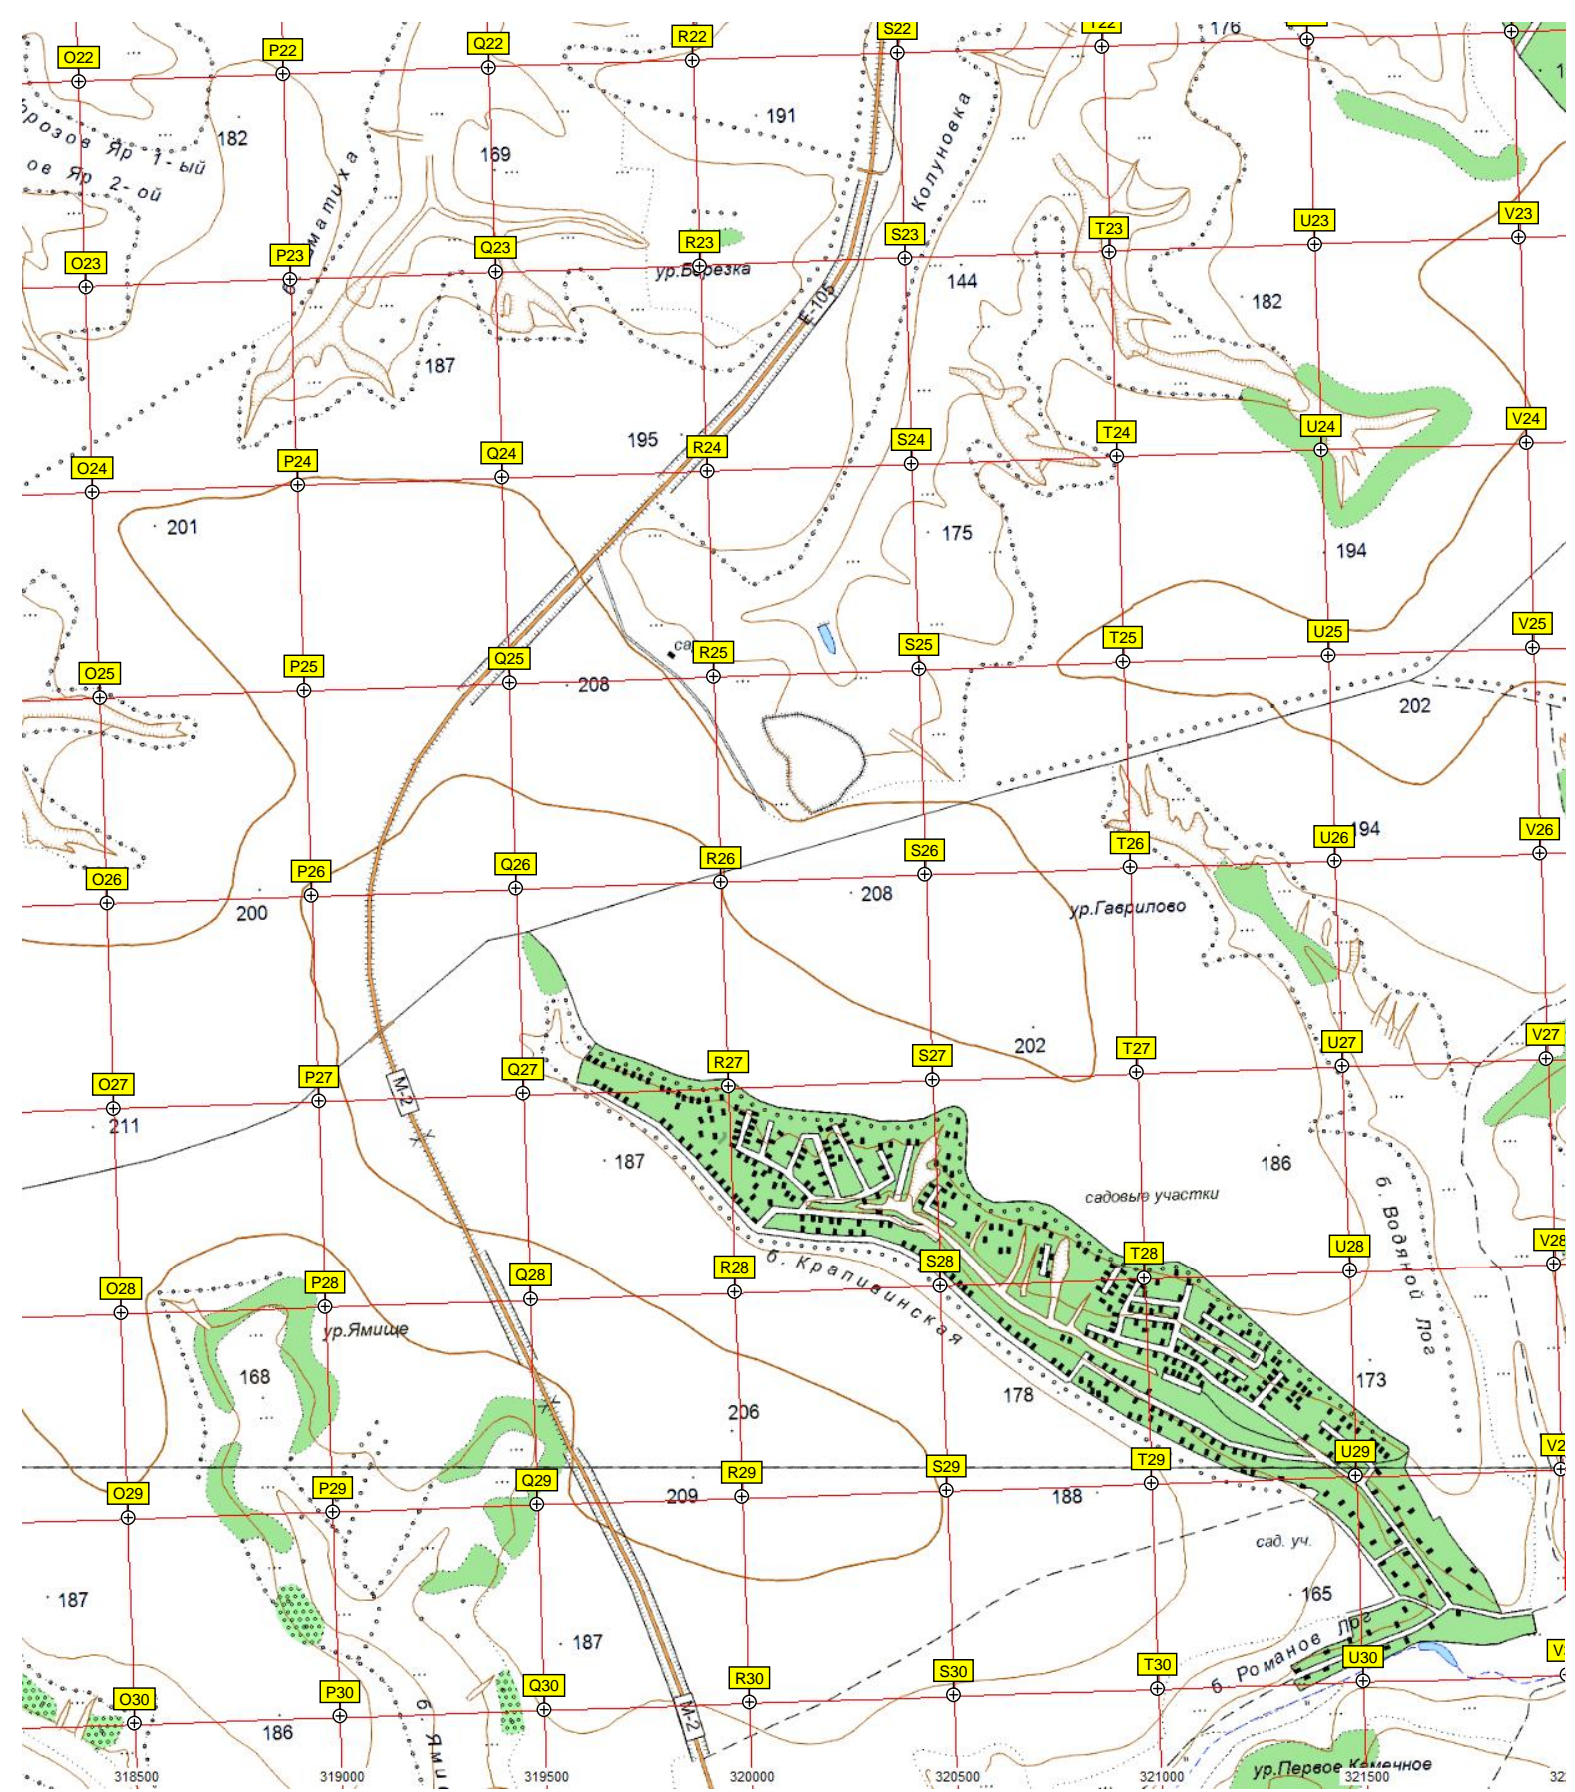 O22
P22
Q22
R22
S22
T22
176
182
191
169
Яр 1-ый
ов Яр 2-ой
Колуновка
O23
P23
Q23
R23
S23
T23
U23
V23
ур.Березка
144
182
E-105
187
195
O24
P24
Q24
R24
S24
T24
U24
V24
201
175
194
O25
P25
Q25
R25
S25
T25
U25
V25
208
202
O26
P26
Q26
R26
S26
T26
U26
V26
194
200
208
ур.Гаврилово
202
O27
P27
Q27
R27
S27
T27
U27
V27
M-2
211
187
186
садовые участки
б. Водяной Лог
O28
P28
Q28
R28
S28
T28
U28
V28
б. Крапивинская
ур.Ямище
168
206
178
173
O29
P29
Q29
R29
S29
T29
U29
209
188
сад. уч.
187
187
165
б Романов Лог
O30
P30
Q30
R30
S30
T30
U30
186
M-2
ур.Первое Каменное
318500
319000
319500
320000
320500
321000
321500